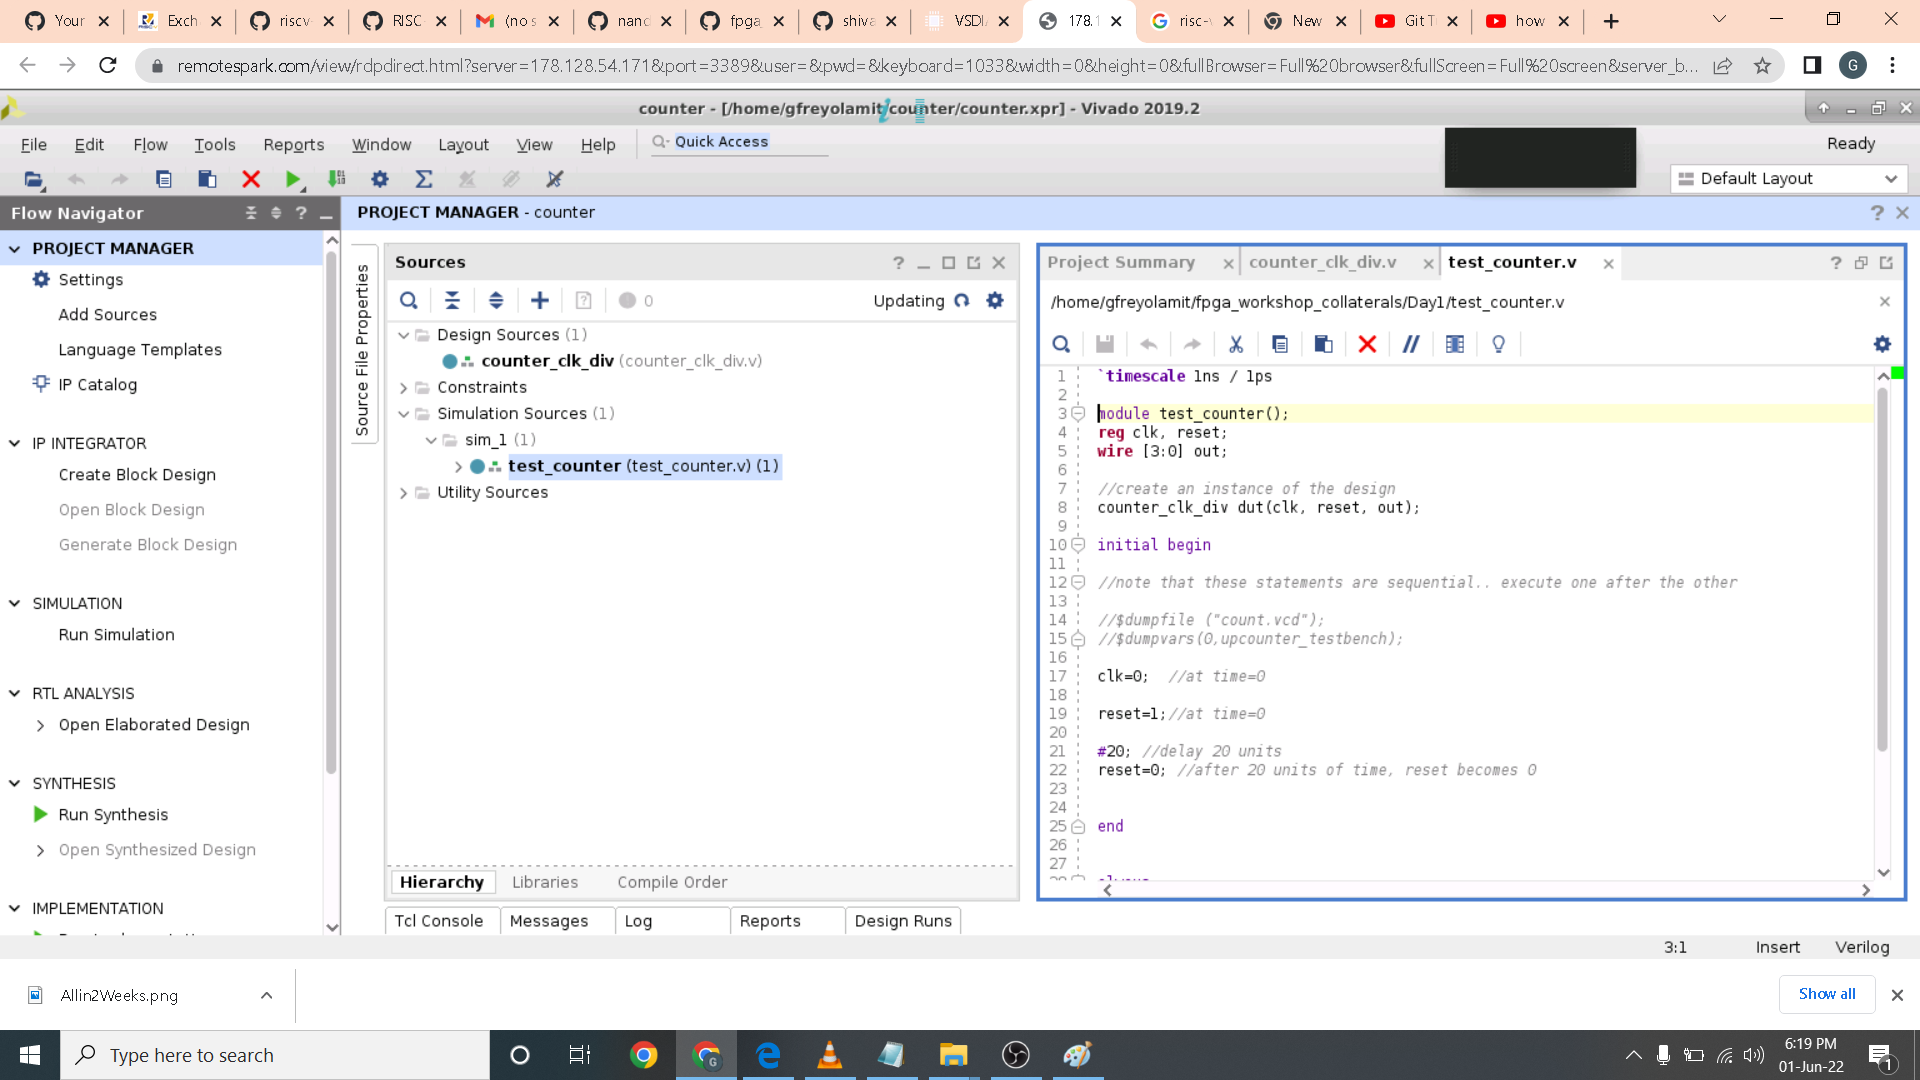 Your
Exch
riscv
RISC
(no s
nand
fpga_
shiva
VSDI
178.1
risc-v
New
Git T
how
remotespark.com/view/rdpdirect.html?server=178.128.54.171&port=3389&user=&pwd=&keyboard=1033&width=0&height=0&fullBrowser=Full%20browser&fullScreen=Full%20screen&server_b...
G
counter - [/home/gfreyolamit/counter/counter.xpr] - Vivado 2019.2
File Edit Flow Tools Reports Window Layout View Help
Quick Access
Ready
Default Layout
Flow Navigator
PROJECT MANAGER - counter
PROJECT MANAGER
Settings
Add Sources
Language Templates
IP Catalog
IP INTEGRATOR
Create Block Design
Open Block Design
Generate Block Design
SIMULATION
Run Simulation
RTL ANALYSIS
Open Elaborated Design
SYNTHESIS
Run Synthesis
Open Synthesized Design
IMPLEMENTATION
Source File Properties
Sources
0
Updating
Design Sources (1)
counter_clk_div (counter_clk_div.v)
Constraints
Simulation Sources (1)
sim_1 (1)
test_counter (test_counter.v) (1)
Utility Sources
Hierarchy Libraries Compile Order
Tcl Console Messages Log Reports Design Runs
Project Summary counter_clk_div.v test_counter.v
/home/gfreyolamit/fpga_workshop_collaterals/Day1/test_counter.v
1 `timescale 1ns / 1ps
2
3 module test_counter();
4 reg clk, reset;
5 wire [3:0] out;
6
7 //create an instance of the design
8 counter_clk_div dut(clk, reset, out);
9
10 initial begin
11
12 //note that these statements are sequential.. execute one after the other
13
14 //$dumpfile ("count.vcd");
15 //$dumpvars(0,upcounter_testbench);
16
17 clk=0; //at time=0
18
19 reset=1;//at time=0
20
21 #20; //delay 20 units
22 reset=0; //after 20 units of time, reset becomes 0
23
24
25 end
26
27
28 always
3:1 Insert Verilog
Allin2Weeks.png
Show all
Type here to search
6:19 PM
01-Jun-22
1